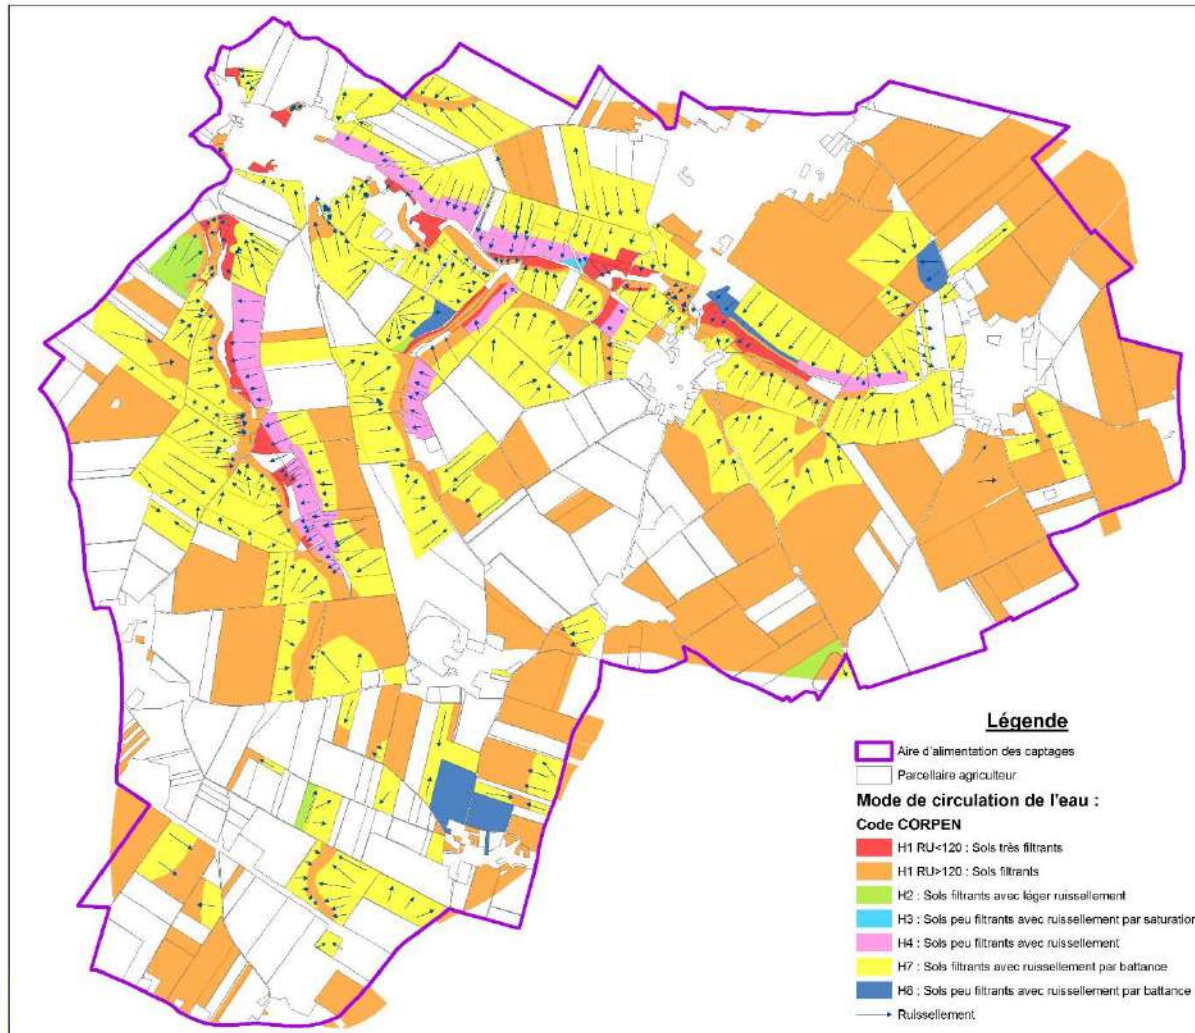 Légende
Aire d'alimentation des captages
Parcellaire agriculteur
Mode de circulation de l'eau :
Code CORPEN
H1 RU<120 : Sols très filtrants
H1 RU>120 : Sols filtrants
H2 : Sols filtrants avec léger ruissellement
H3 : Sols peu filtrants avec ruissellement par saturation
H4 : Sols peu filtrants avec ruissellement
H7 : Sols filtrants avec ruissellement par battance
H8 : Sols peu filtrants avec ruissellement par battance
Ruissellement